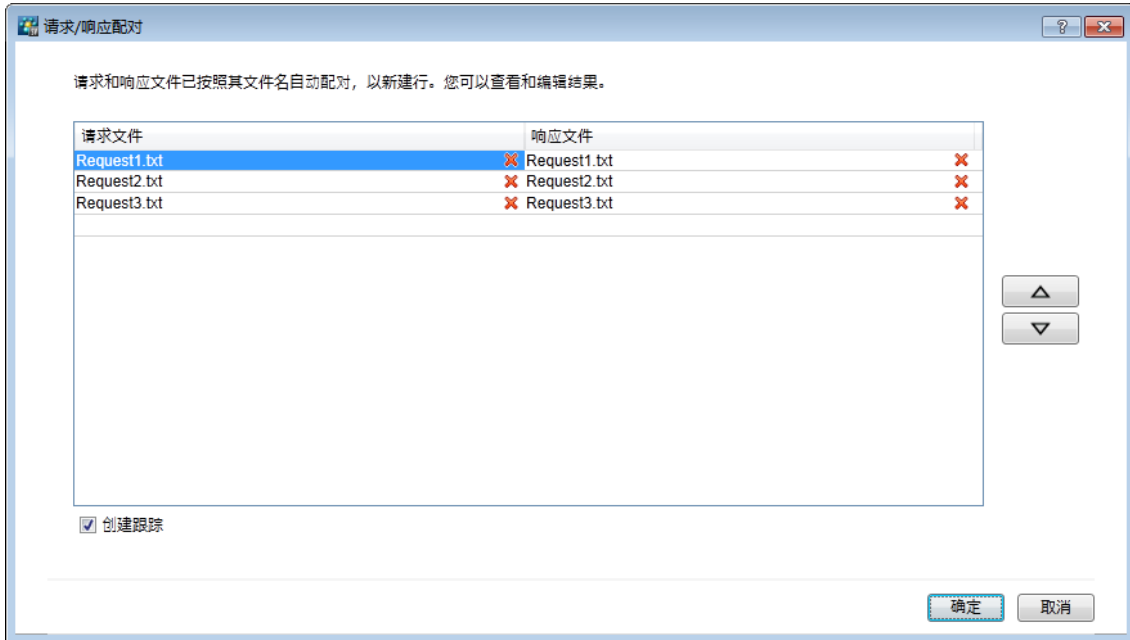 请求/响应配对
请求和响应文件已按照其文件名自动配对，以新建行。您可以查看和编辑结果。
请求文件 响应文件
Request1.txt Request1.txt
Request2.txt Request2.txt
Request3.txt Request3.txt
创建跟踪
确定 取消